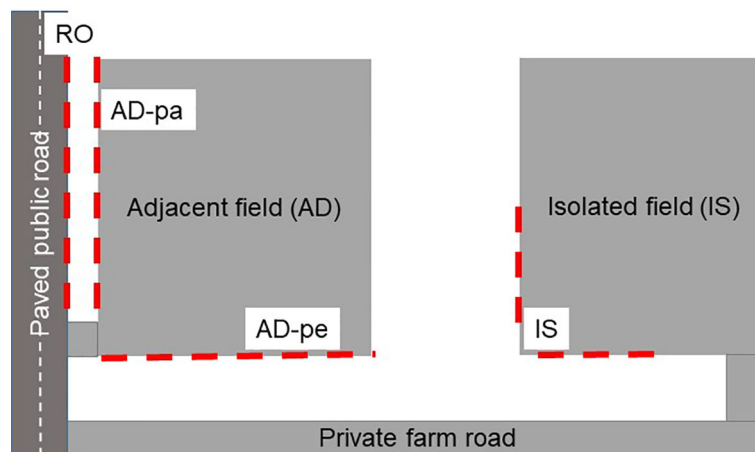 RO
AD-pa
Paved public road
Adjacent field (AD)
Isolated field (IS)
AD-pe
IS
Private farm road